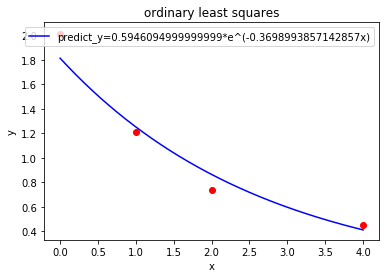 ordinary least squares
predict_y=0.5946094999999999*e^(-0.3698993857142857x)
y
2.0
1.8
1.6
1.4
1.2
1.0
0.8
0.6
0.4
0.0 0.5 1.0 1.5 2.0 2.5 3.0 3.5 4.0
x